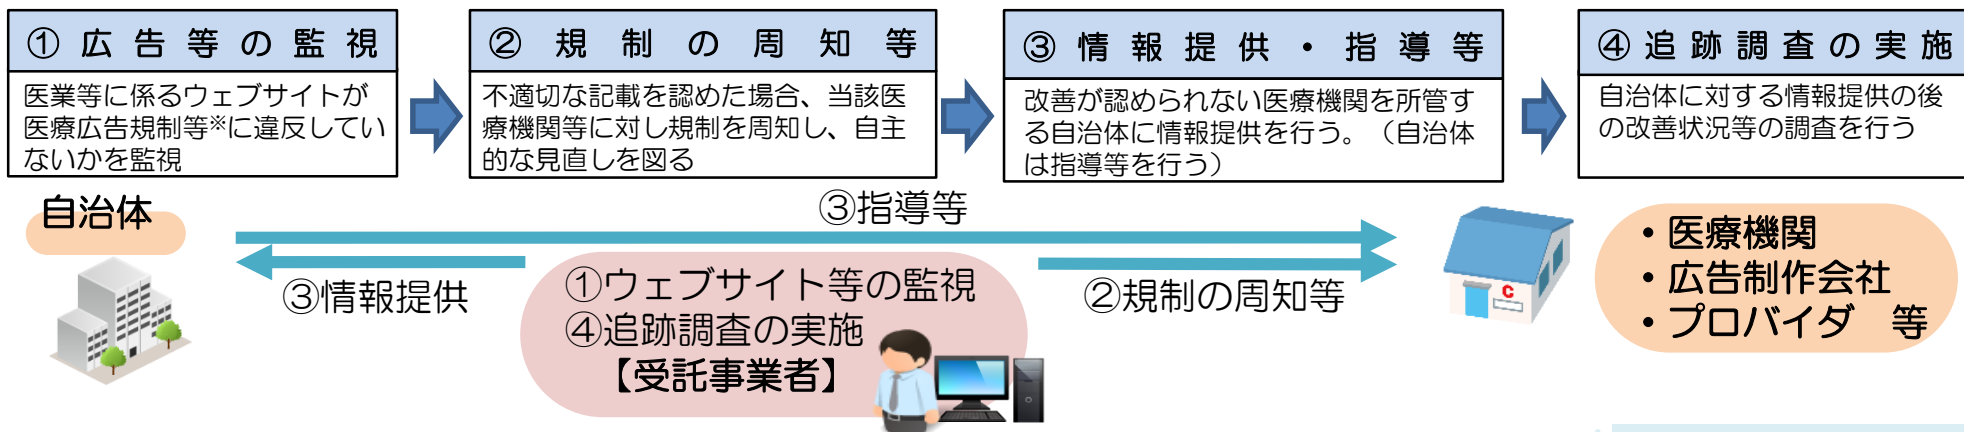 ①広告等の監視
医業等に係るウェブサイトが
医療広告規制等※に違反してい
ないかを監視
②規制の周知等
不適切な記載を認めた場合、当該医
療機関等に対し規制を周知し、自主
的な見直しを図る
③情報提供・指導等
改善が認められない医療機関を所管す
る自治体に情報提供を行う。（自治体
は指導等を行う）
④追跡調査の実施
自治体に対する情報提供の後
の改善状況等の調査を行う
自治体
③指導等
③情報提供
①ウェブサイト等の監視
④追跡調査の実施
【受託事業者】
②規制の周知等
C
・医療機関
・広告制作会社
・プロバイダ 等